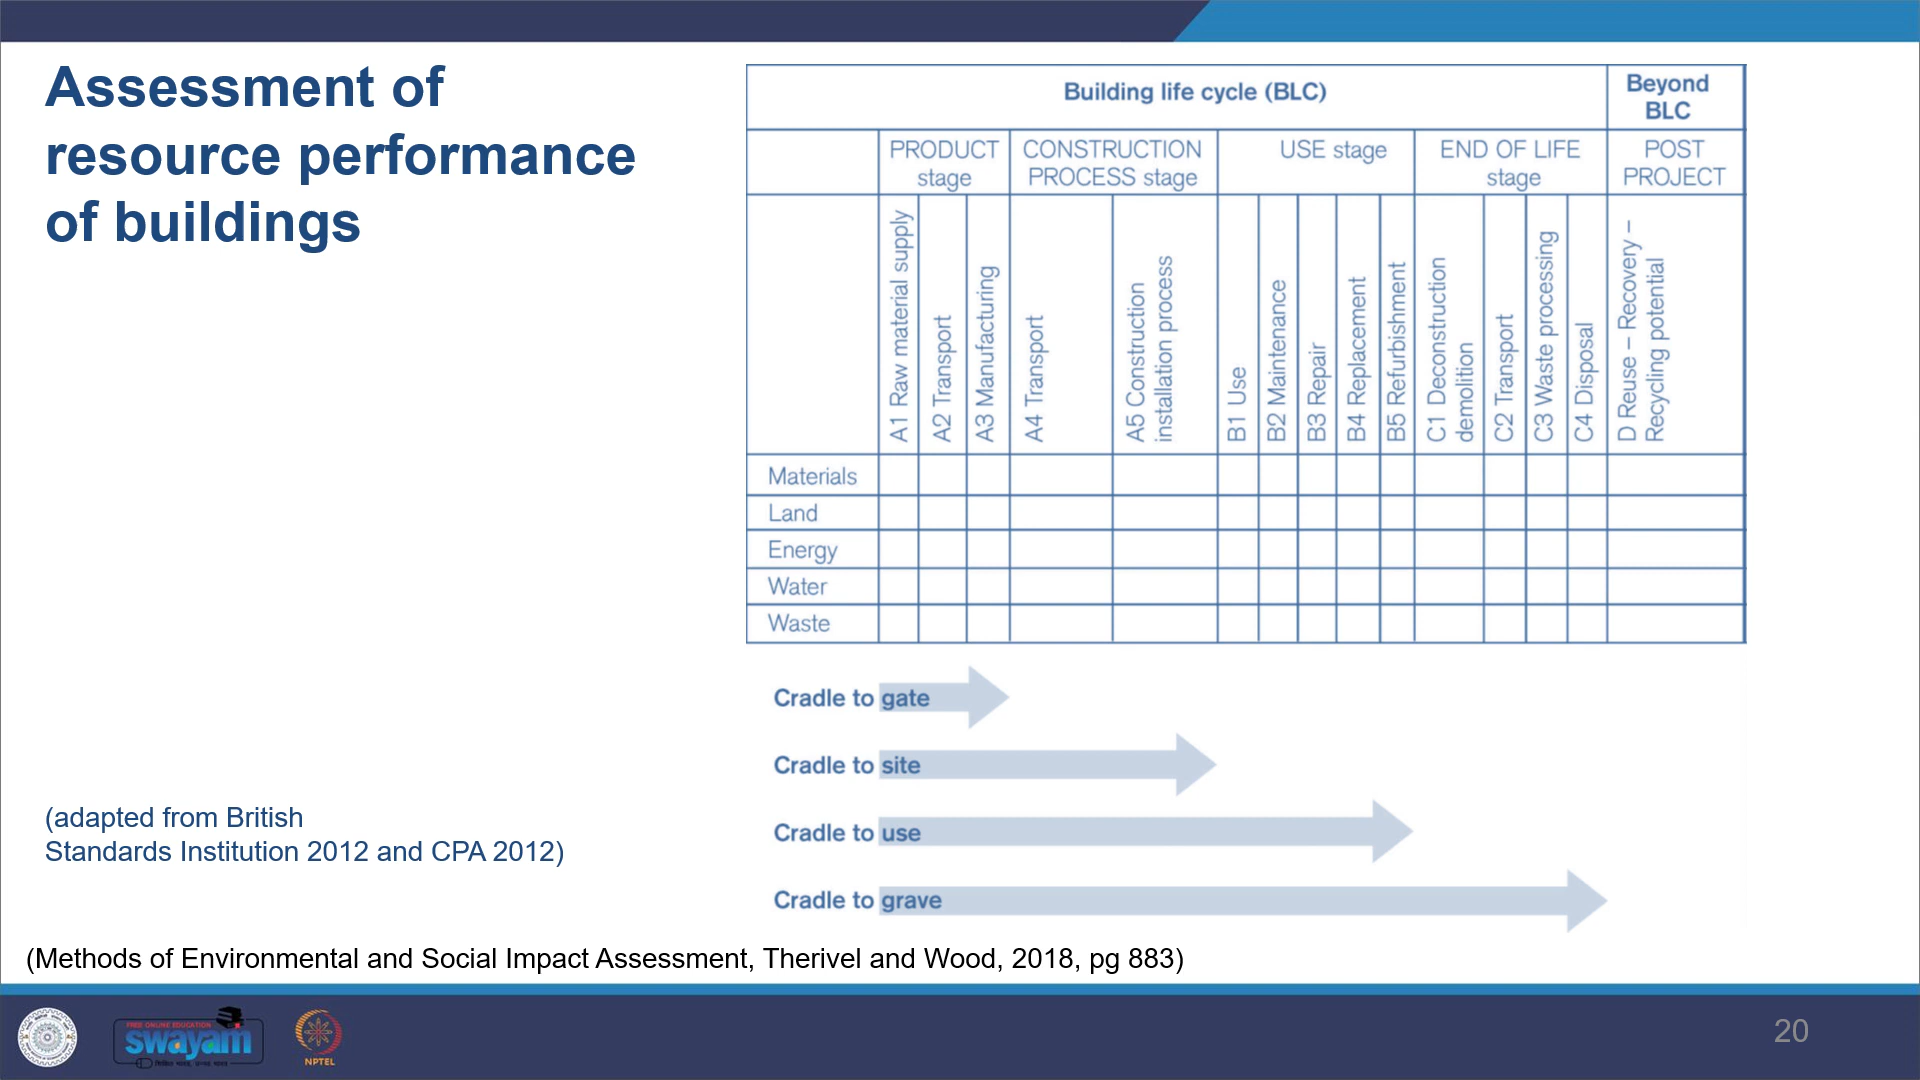 Assessment of
resource performance
of buildings
(adapted from British
Standards Institution 2012 and CPA 2012)
Building life cycle (BLC)
Beyond
BLC
PRODUCT
stage
CONSTRUCTION
PROCESS stage
USE stage
END OF LIFE
stage
POST
PROJECT
A1 Raw material supply
A2 Transport
A3 Manufacturing
A4 Transport
A5 Construction
installation process
B1 Use
B2 Maintenance
B3 Repair
B4 Replacement
B5 Refurbishment
C1 Deconstruction
demolition
C2 Transport
C3 Waste processing
C4 Disposal
D Reuse – Recovery –
Recycling potential
Materials
Land
Energy
Water
Waste
Cradle to gate
Cradle to site
Cradle to use
Cradle to grave
(Methods of Environmental and Social Impact Assessment, Therivel and Wood, 2018, pg 883)
FREE ONLINE EDUCATION
swayam
NPTEL
20